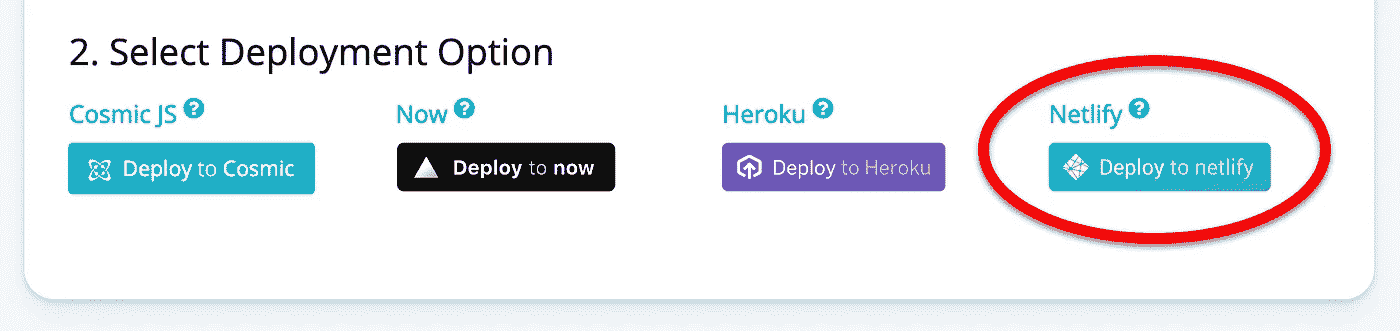 2. Select Deployment Option
Cosmic JS ?
Now ?
Heroku ?
Netlify ?
Deploy to Cosmic
Deploy to now
Deploy to Heroku
Deploy to netlify